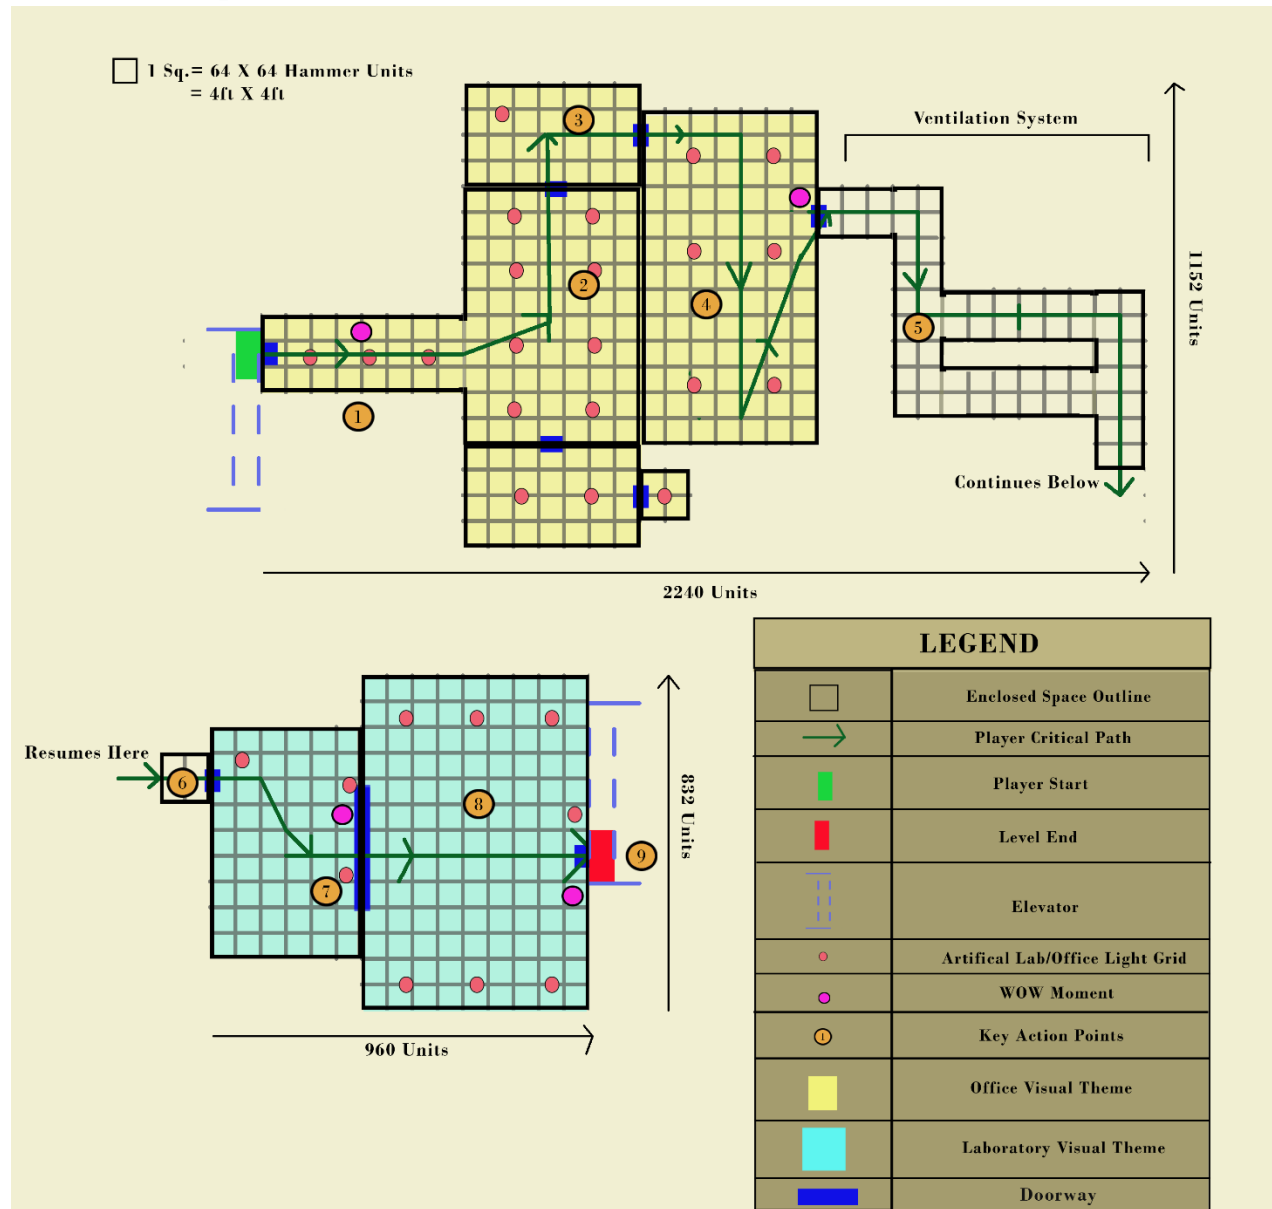 1 Sq.= 64 X 64 Hammer Units
= 4ft X 4ft
Ventilation System
3
2
4
1
5
1152 Units
Continues Below
2240 Units
Resumes Here
6
7
8
9
832 Units
960 Units
LEGEND
Enclosed Space Outline
Player Critical Path
Player Start
Level End
Elevator
Artifical Lab/Office Light Grid
WOW Moment
1 Key Action Points
Office Visual Theme
Laboratory Visual Theme
Doorway